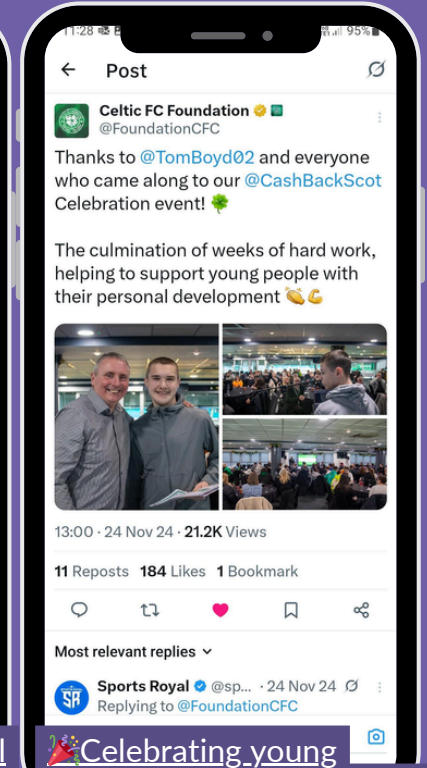 11:28
95%
Post
Celtic FC Foundation
@FoundationCFC
Thanks to @TomBoyd02 and everyone
who came along to our @CashBackScot
Celebration event! 🍀
The culmination of weeks of hard work,
helping to support young people with
their personal development 👏💪
13:00 · 24 Nov 24 · 21.2K Views
11 Reposts 184 Likes 1 Bookmark
Most relevant replies
Sports Royal @sp... · 24 Nov 24
SR
Replying to @FoundationCFC
🎉Celebrating young